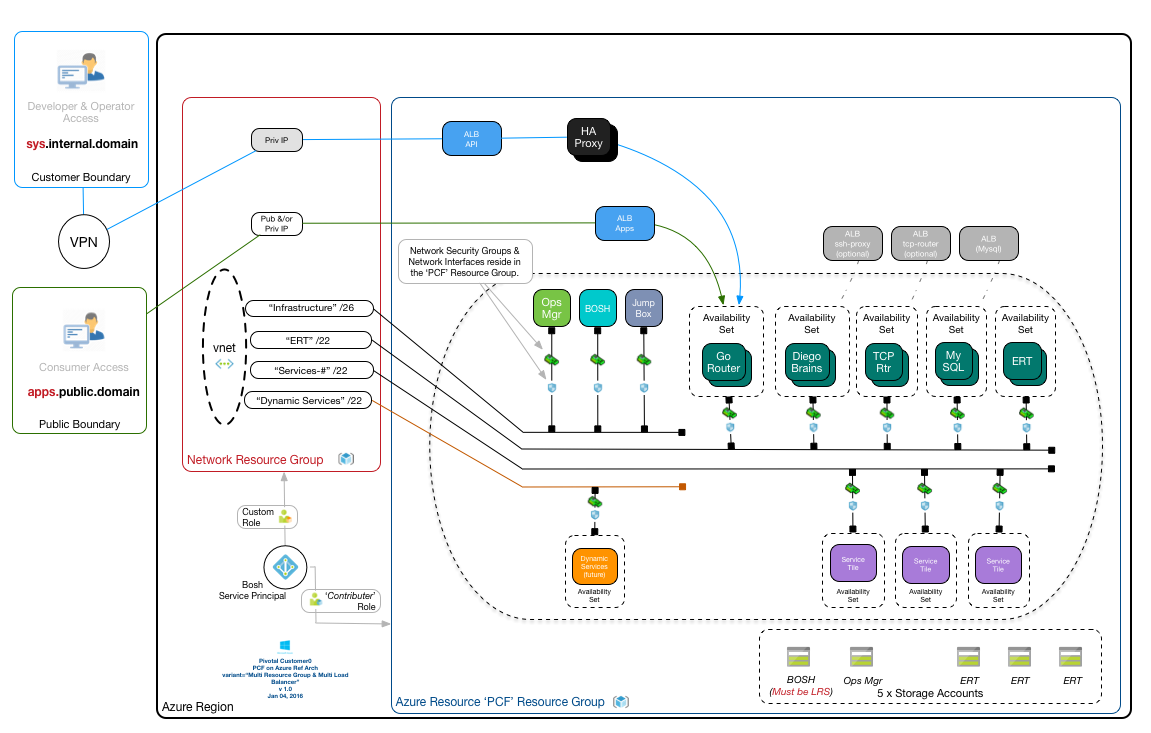 Developer & Operator
Access
sys.internal.domain
Customer Boundary
VPN
Consumer Access
apps.public.domain
Public Boundary
Priv IP
Pub &/or
Priv IP
vnet
“Infrastructure” /26
“ERT” /22
“Services-#” /22
“Dynamic Services” /22
Network Resource Group
Custom
Role
Bosh
Service Principal
‘Contributer’
Role
Pivotal Customer0
PCF on Azure Ref Arch
variant=“Multi Resource Group & Multi Load
Balancer”
v 1.0
Jan 04, 2016
Azure Region
ALB
API
HA
Proxy
ALB
Apps
Network Security Groups &
Network Interfaces reside in
the ‘PCF’ Resource Group.
ALB
ssh-proxy
(optional)
ALB
tcp-router
(optional)
ALB
(Mysql)
Ops
Mgr
BOSH
Jump
Box
Availability
Set
Go
Router
Availability
Set
Diego
Brains
Availability
Set
TCP
Rtr
Availability
Set
My
SQL
Availability
Set
ERT
Dynamic
Services
(future)
Availability
Set
Service
Tile
Availability
Set
Service
Tile
Availability
Set
Service
Tile
Availability
Set
BOSH
(Must be LRS)
Ops Mgr
ERT
ERT
ERT
5 x Storage Accounts
Azure Resource ‘PCF’ Resource Group